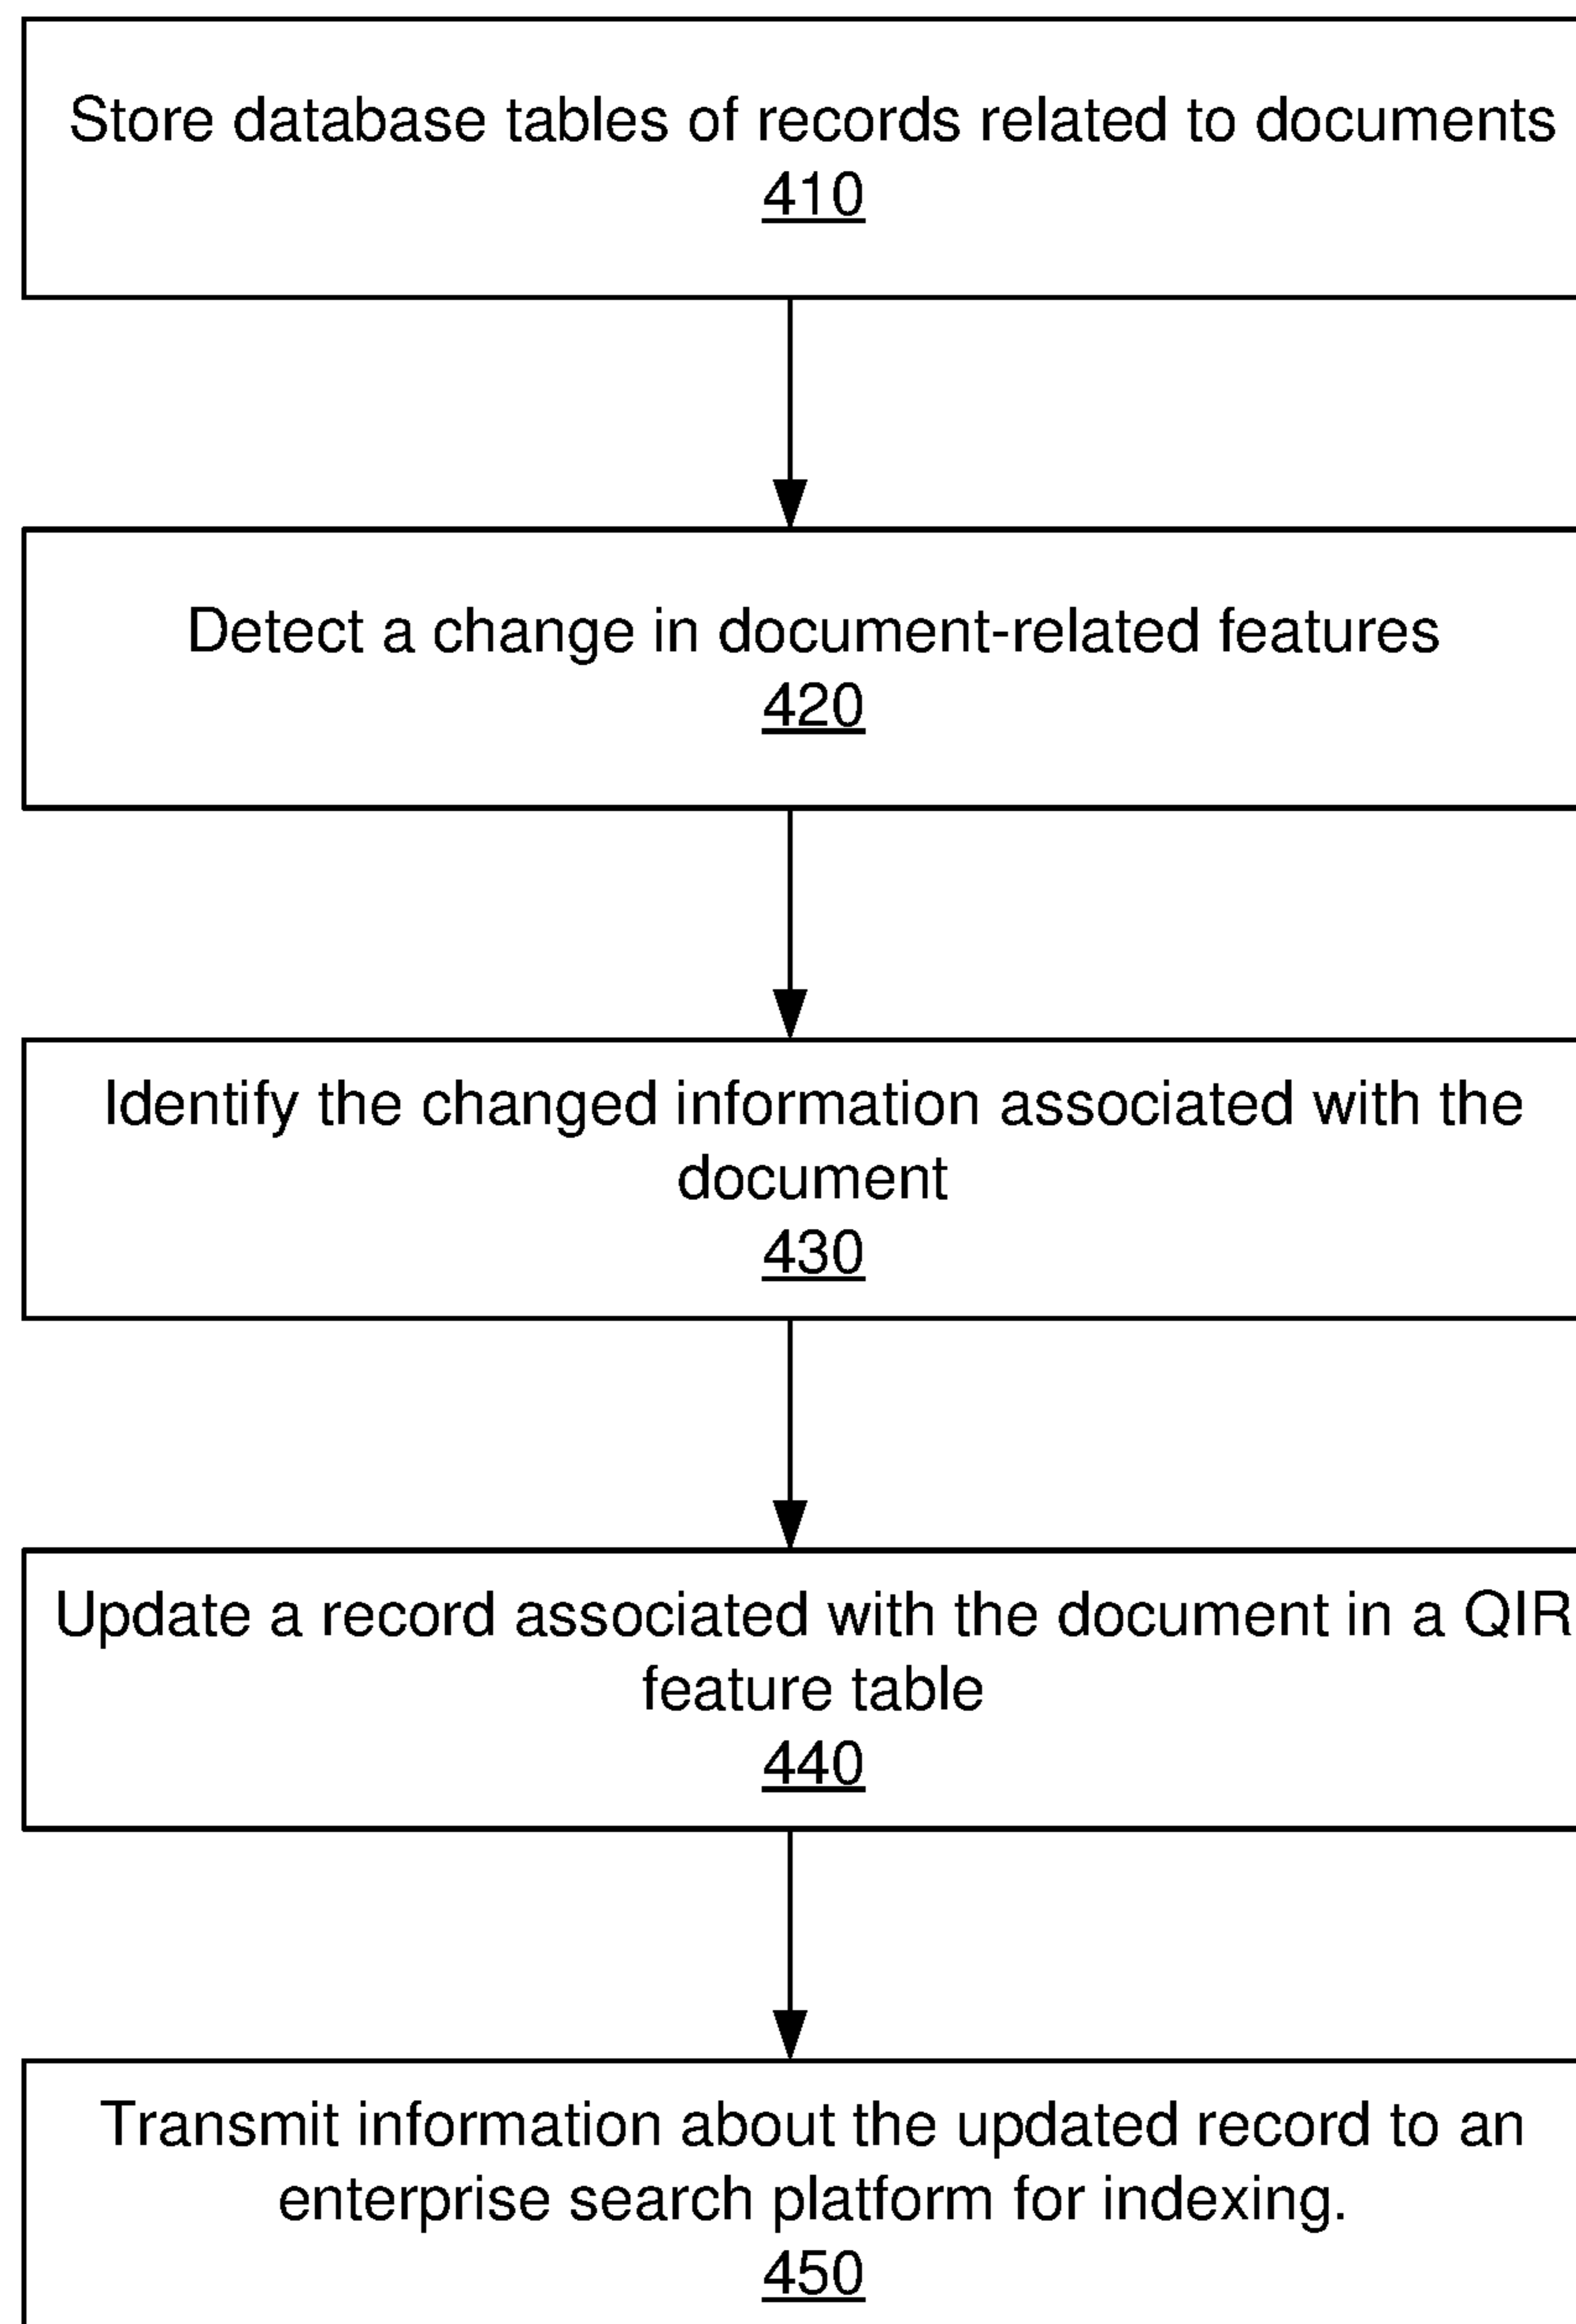 Store database tables of records related to documents
410
Detect a change in document-related features
420
Identify the changed information associated with the
document
430
Update a record associated with the document in a QIR
feature table
440
Transmit information about the updated record to an
enterprise search platform for indexing.
450